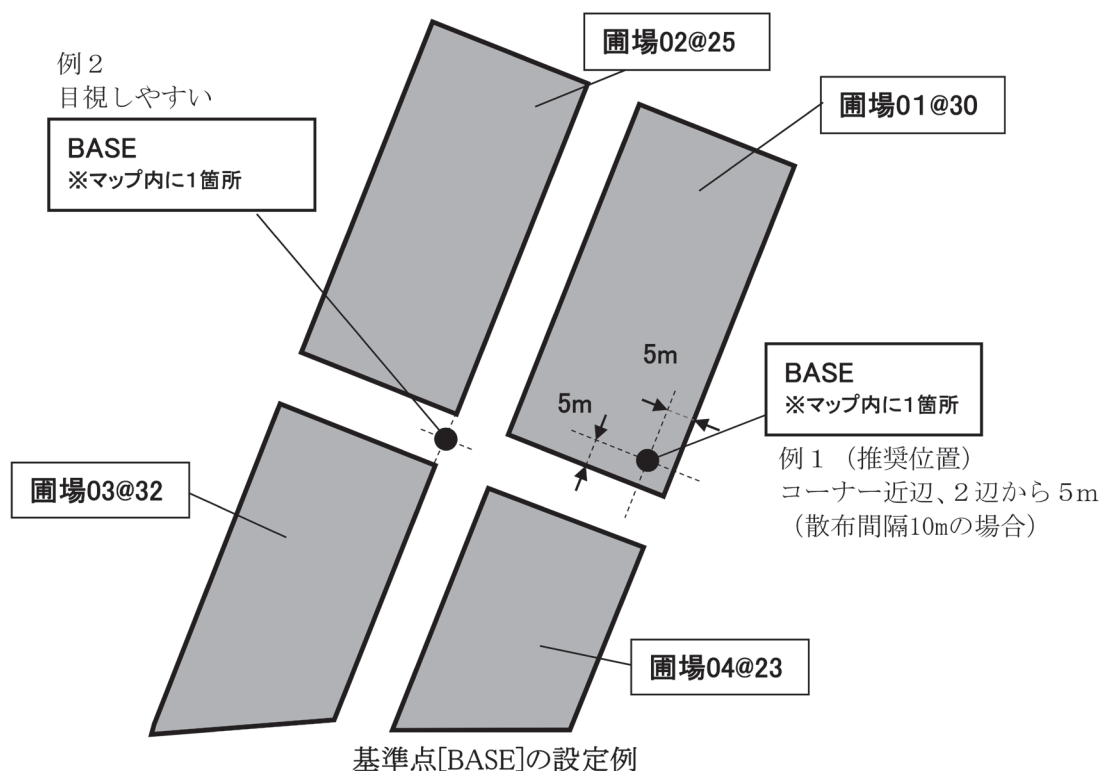 圃場02@25
例２
目視しやすい
BASE
※マップ内に１箇所
圃場01@30
5m
5m
BASE
※マップ内に１箇所
例１（推奨位置）
コーナー近辺、２辺から５m
（散布間隔10mの場合）
圃場03@32
圃場04@23
基準点[BASE]の設定例